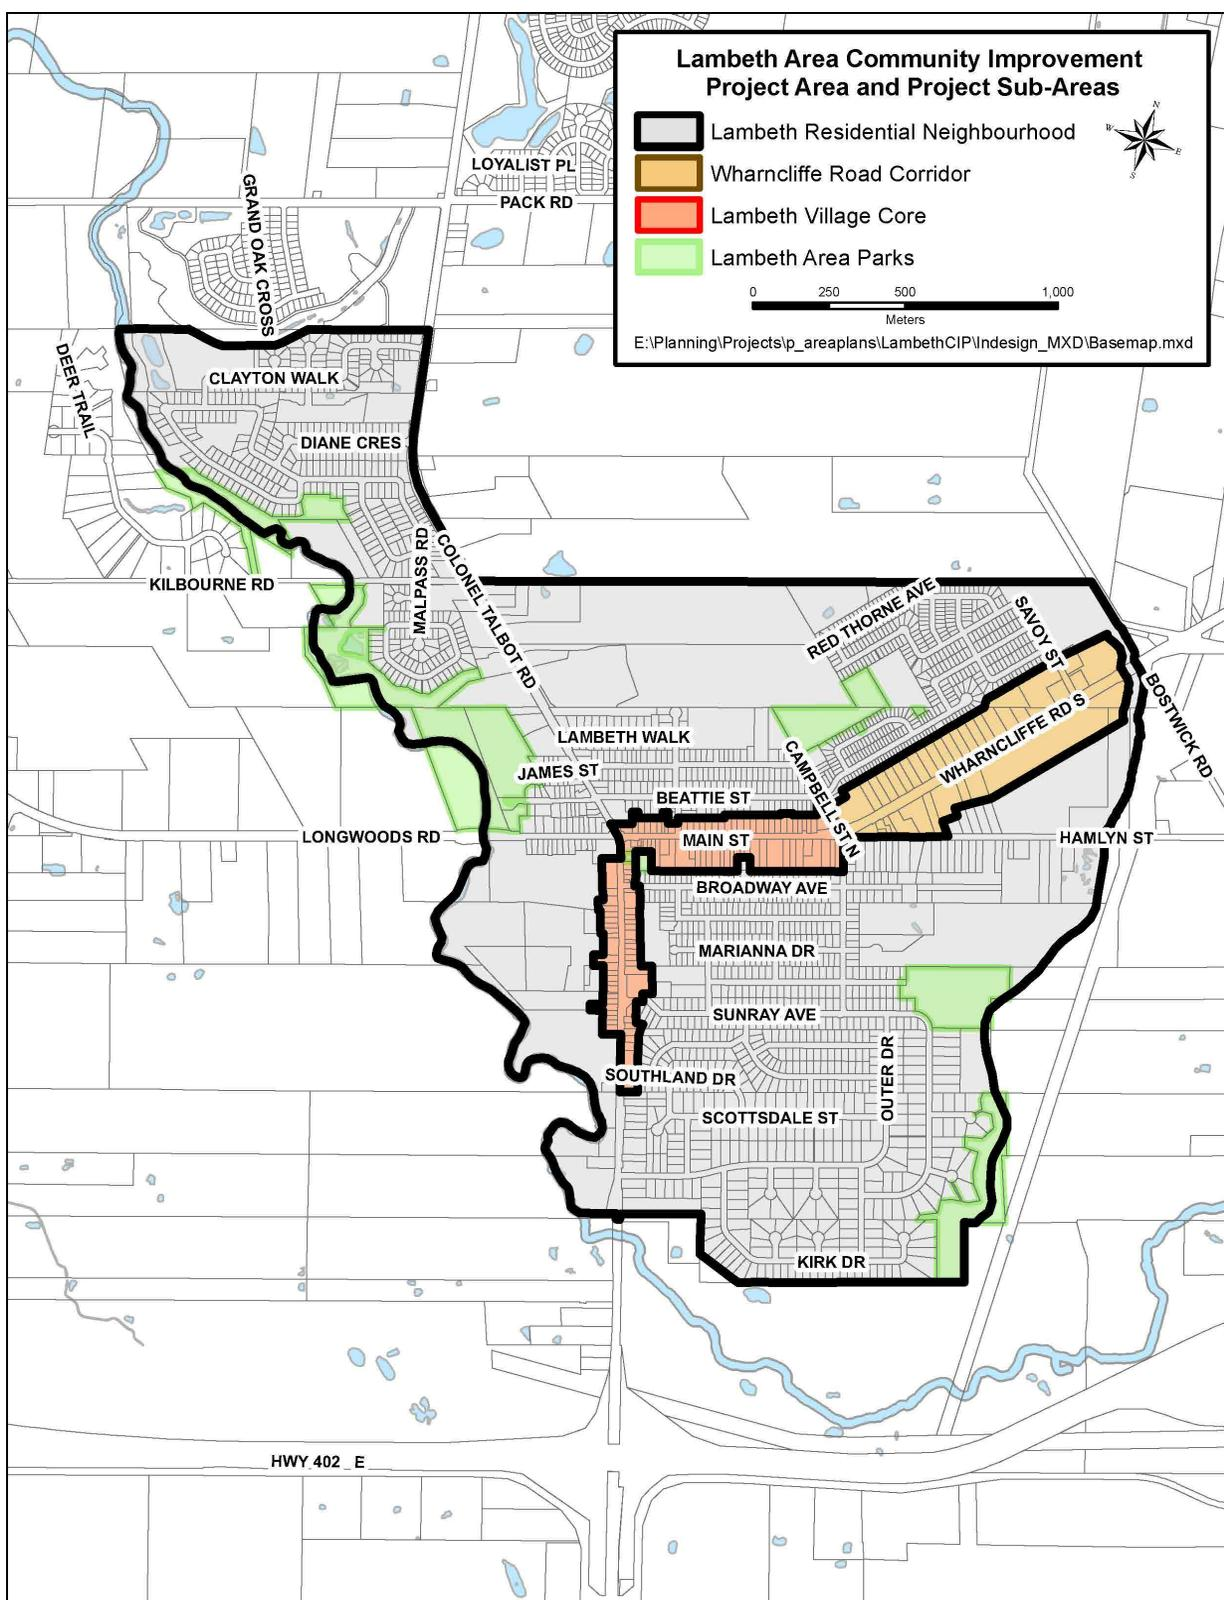 Lambeth Area Community Improvement
Project Area and Project Sub-Areas
Lambeth Residential Neighbourhood
Wharncliffe Road Corridor
Lambeth Village Core
Lambeth Area Parks
N
W
E
S
0 250 500 1,000
Meters
E:\Planning\Projects\p_areaplans\LambethCIP\Indesign_MXD\Basemap.mxd
LOYALIST PL
PACK RD
GRAND OAK CROSS
DEER TRAIL
CLAYTON WALK
DIANE CRES
MALPASS RD
COLONEL TALBOT RD
KILBOURNE RD
RED THORNE AVE
SAVOY ST
BOSTWICK RD
WHARNCLIFFE RD S
LAMBETH WALK
CAMPBELL ST N
JAMES ST
BEATTIE ST
LONGWOODS RD
MAIN ST
HAMLYN ST
BROADWAY AVE
MARIANNA DR
SUNRAY AVE
OUTER DR
SOUTHLAND DR
SCOTTSDALE ST
KIRK DR
HWY 402 E